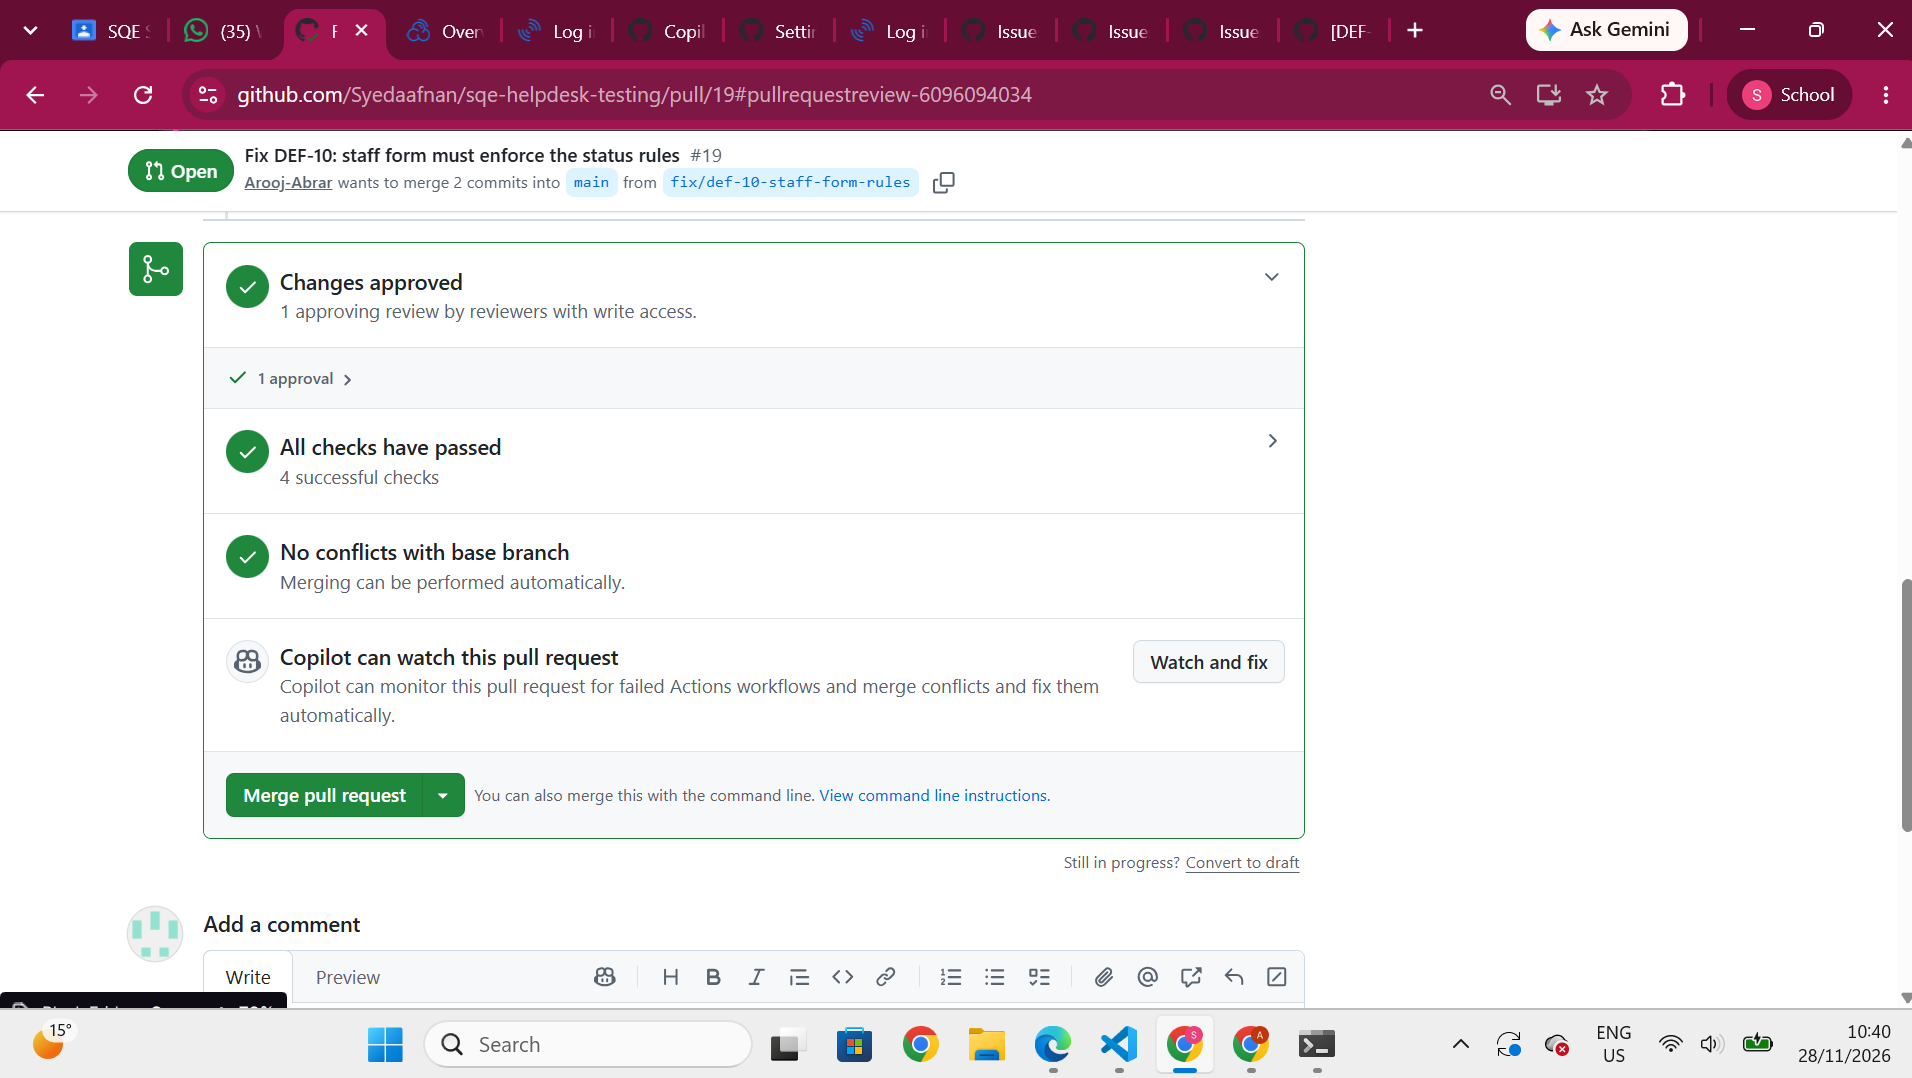 SQE
(35)
F
Over
Log i
Copil
Settin
Log i
Issue
Issue
Issue
[DEF-
Ask Gemini
github.com/Syedaafnan/sqe-helpdesk-testing/pull/19#pullrequestreview-6096094034
S School
Open
Fix DEF-10: staff form must enforce the status rules #19
Arooj-Abrar wants to merge 2 commits into main from fix/def-10-staff-form-rules
Changes approved
1 approving review by reviewers with write access.
1 approval
All checks have passed
4 successful checks
No conflicts with base branch
Merging can be performed automatically.
Copilot can watch this pull request
Copilot can monitor this pull request for failed Actions workflows and merge conflicts and fix them
automatically.
Watch and fix
Merge pull request
You can also merge this with the command line. View command line instructions.
Still in progress? Convert to draft
Add a comment
Write
Preview
15°
Search
ENG
US
10:40
28/11/2026